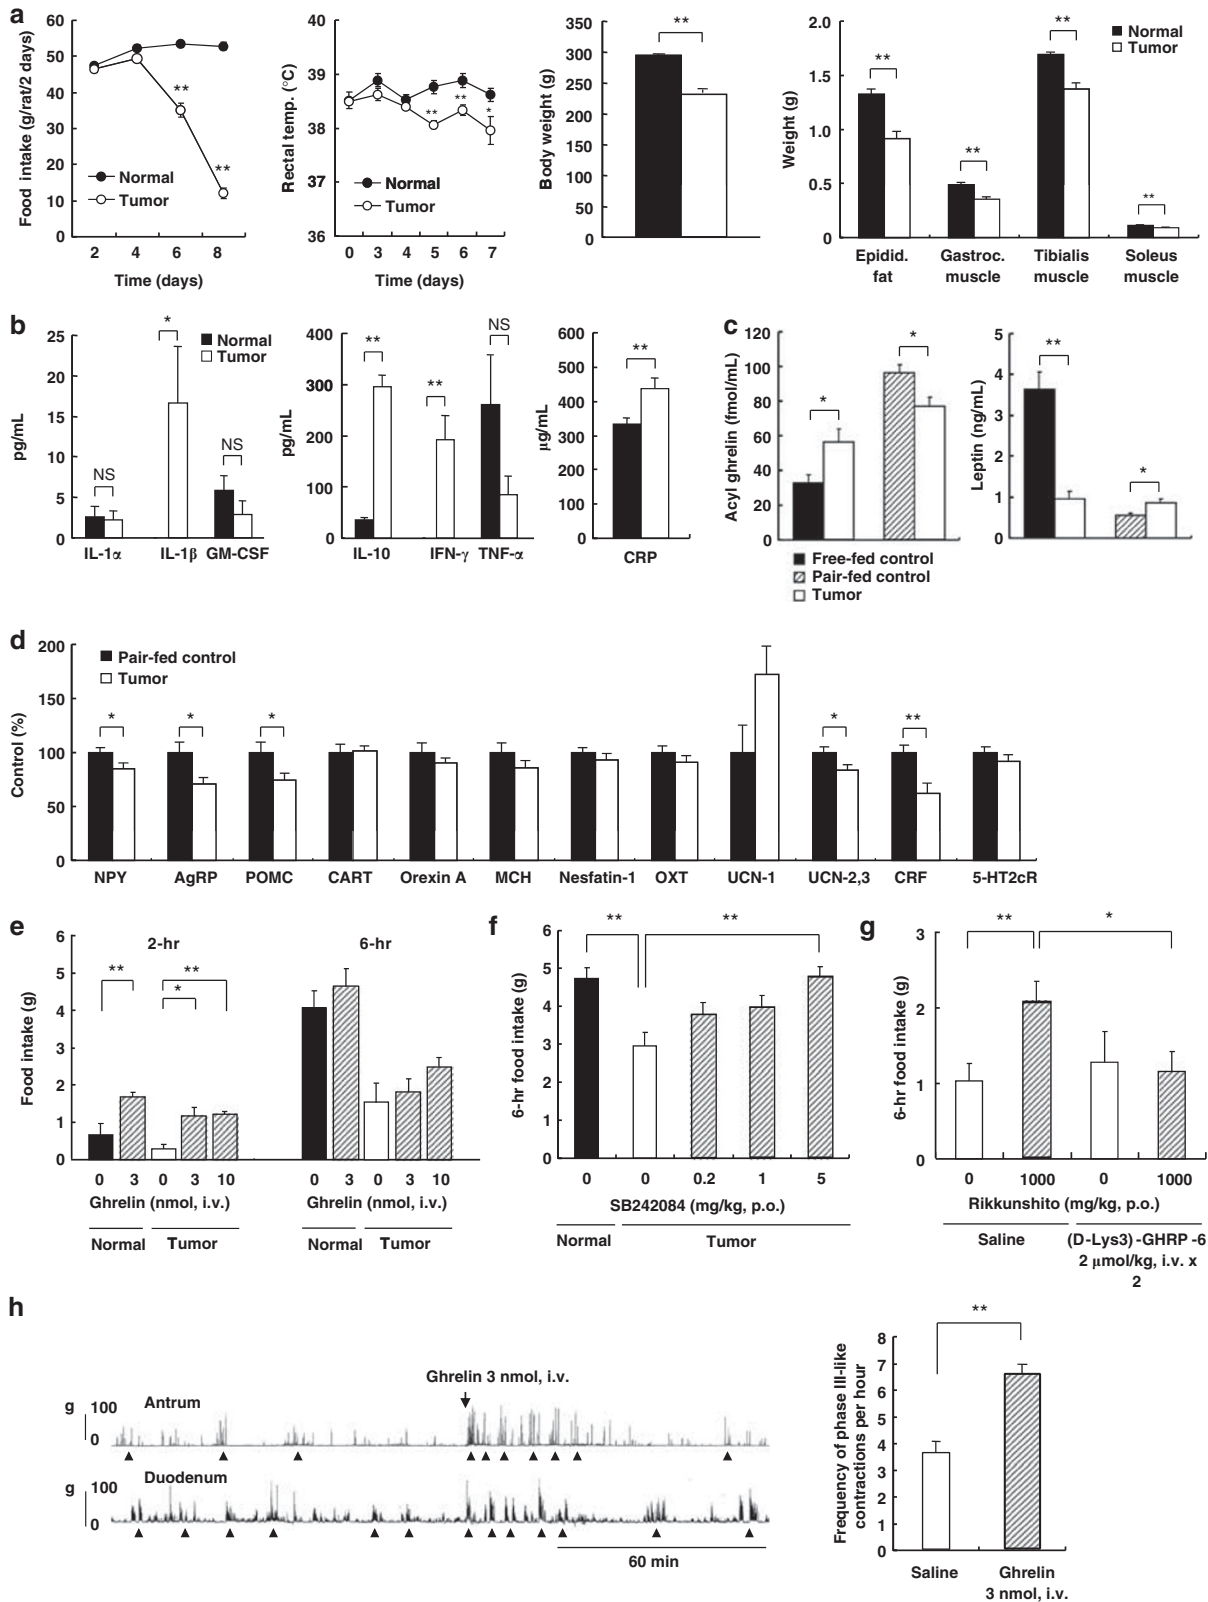 a
Food intake (g/rat/2 days)
60
50
40
30
20
10
0
**
**
Normal
Tumor
2 4 6 8
Time (days)
Rectal temp. (°C)
40
39
38
37
36
**
**
*
Normal
Tumor
0 3 4 5 6 7
Time (days)
Body weight (g)
350
300
250
200
150
100
50
0
**
Weight (g)
2.0
1.5
1.0
0.5
0
**
**
**
**
Normal
Tumor
Epidid. fat
Gastroc. muscle
Tibialis muscle
Soleus muscle
b
pg/mL
25
20
15
10
5
0
NS
*
NS
Normal
Tumor
IL-1α IL-1β GM-CSF
pg/mL
400
300
200
100
0
**
**
NS
IL-10 IFN-γ TNF-α
μg/mL
600
500
400
300
200
100
0
**
CRP
c
Acyl ghrelin (fmol/mL)
120
100
80
60
40
20
0
*
*
Free-fed control
Pair-fed control
Tumor
Leptin (ng/mL)
5
4
3
2
1
0
**
*
d
Control (%)
200
150
100
50
0
Pair-fed control
Tumor
*
*
*
*
**
NPY AgRP POMC CART Orexin A MCH Nesfatin-1 OXT UCN-1 UCN-2,3 CRF 5-HT2cR
e
Food intake (g)
6
5
4
3
2
1
0
2-hr
6-hr
**
**
*
0 3 0 3 10
Ghrelin (nmol, i.v.)
Normal Tumor
0 3 0 3 10
Ghrelin (nmol, i.v.)
Normal Tumor
f
6-hr food intake (g)
6
5
4
3
2
1
0
**
**
0 0 0.2 1 5
SB242084 (mg/kg, p.o.)
Normal Tumor
g
6-hr food intake (g)
3
2
1
0
**
*
0 1000 0 1000
Rikkunshito (mg/kg, p.o.)
Saline
(D-Lys3) -GHRP -6
2 μmol/kg, i.v. x
2
h
Ghrelin 3 nmol, i.v.
g
100
0
Antrum
g
100
0
Duodenum
60 min
Frequency of phase III-like
contractions per hour
8
7
6
5
4
3
2
1
0
**
Saline
Ghrelin
3 nmol, i.v.